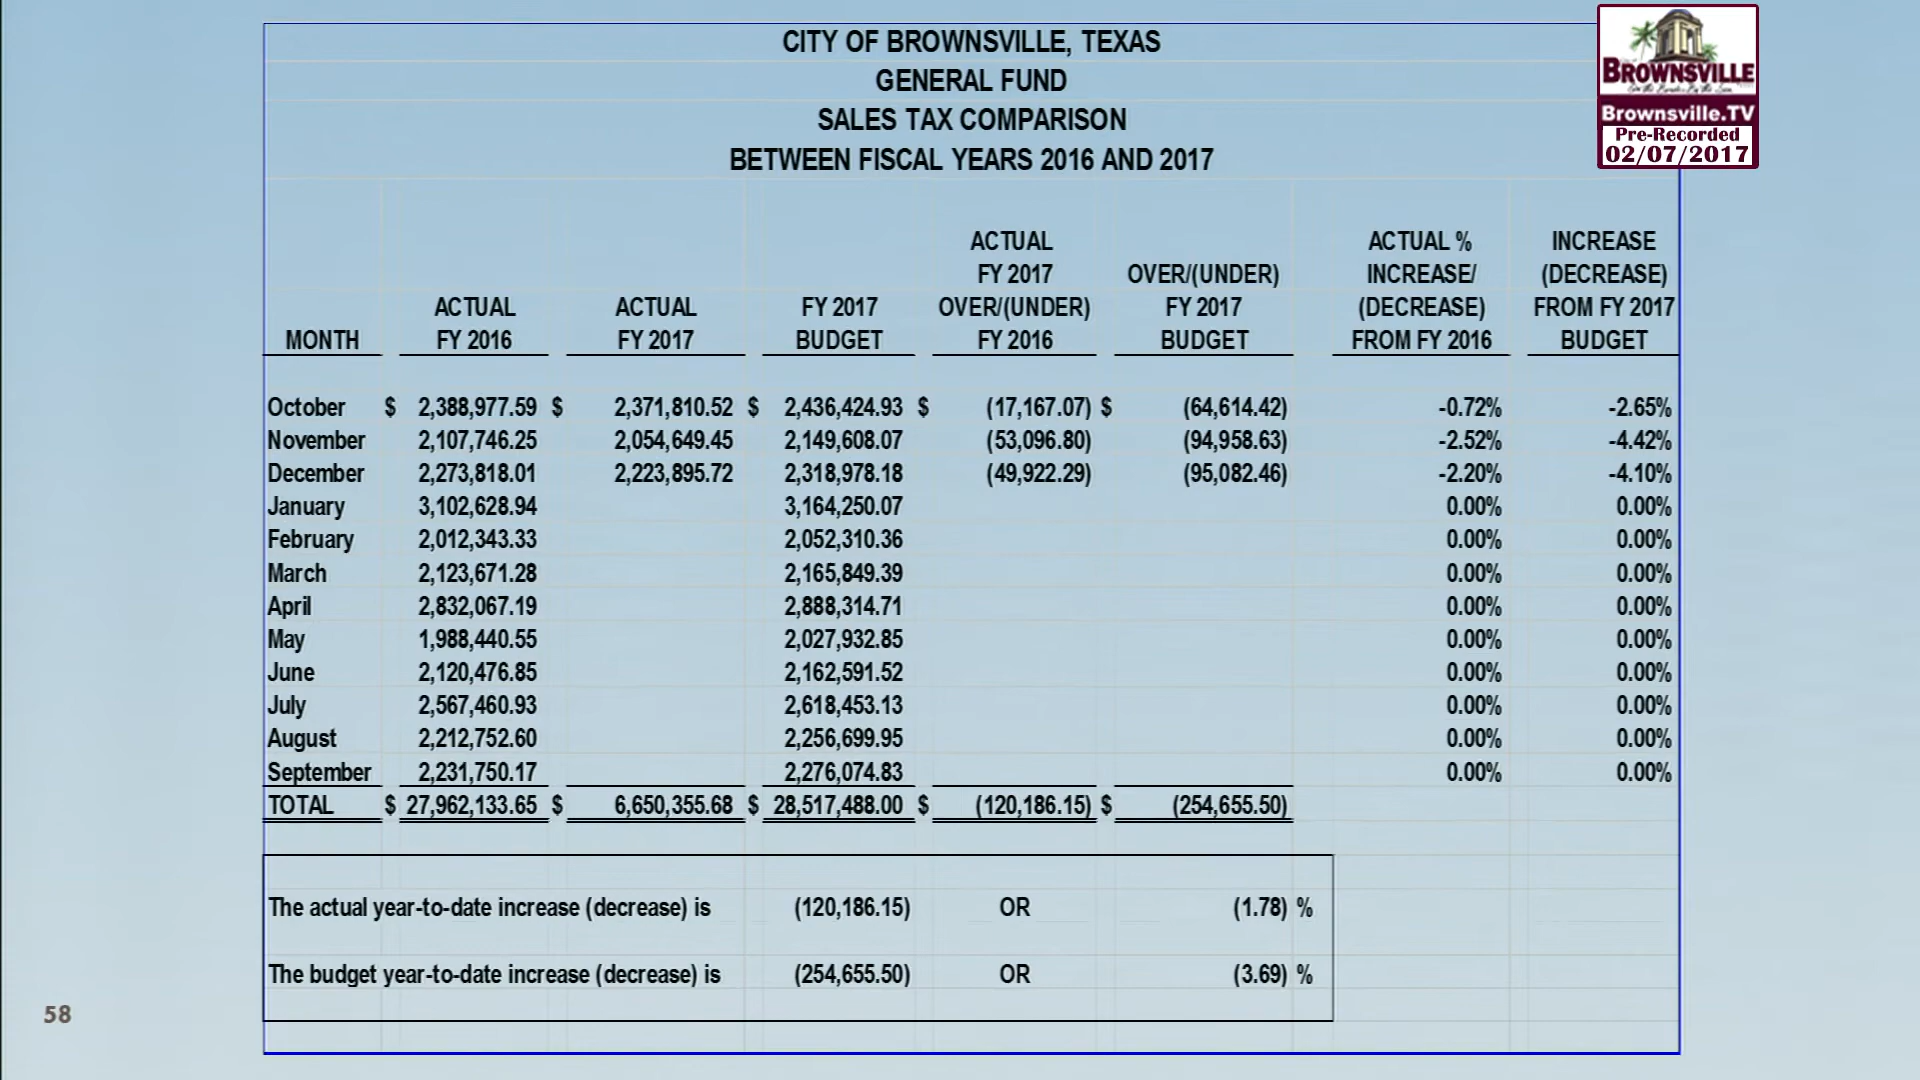 CITY OF BROWNSVILLE, TEXAS
GENERAL FUND
SALES TAX COMPARISON
BETWEEN FISCAL YEARS 2016 AND 2017
BROWNSVILLE
Brownsville.TV
Pre-Recorded
02/07/2017
ACTUAL ACTUAL % INCREASE
FY 2017 OVER/(UNDER) INCREASE/ (DECREASE)
ACTUAL ACTUAL FY 2017 OVER/(UNDER) FY 2017 (DECREASE) FROM FY 2017
MONTH FY 2016 FY 2017 BUDGET FY 2016 BUDGET FROM FY 2016 BUDGET
October $ 2,388,977.59 $ 2,371,810.52 $ 2,436,424.93 $ (17,167.07) $ (64,614.42) -0.72% -2.65%
November 2,107,746.25 2,054,649.45 2,149,608.07 (53,096.80) (94,958.63) -2.52% -4.42%
December 2,273,818.01 2,223,895.72 2,318,978.18 (49,922.29) (95,082.46) -2.20% -4.10%
January 3,102,628.94 3,164,250.07 0.00% 0.00%
February 2,012,343.33 2,052,310.36 0.00% 0.00%
March 2,123,671.28 2,165,849.39 0.00% 0.00%
April 2,832,067.19 2,888,314.71 0.00% 0.00%
May 1,988,440.55 2,027,932.85 0.00% 0.00%
June 2,120,476.85 2,162,591.52 0.00% 0.00%
July 2,567,460.93 2,618,453.13 0.00% 0.00%
August 2,212,752.60 2,256,699.95 0.00% 0.00%
September 2,231,750.17 2,276,074.83 0.00% 0.00%
TOTAL $ 27,962,133.65 $ 6,650,355.68 $ 28,517,488.00 $ (120,186.15) $ (254,655.50)
The actual year-to-date increase (decrease) is (120,186.15) OR (1.78) %
The budget year-to-date increase (decrease) is (254,655.50) OR (3.69) %
58